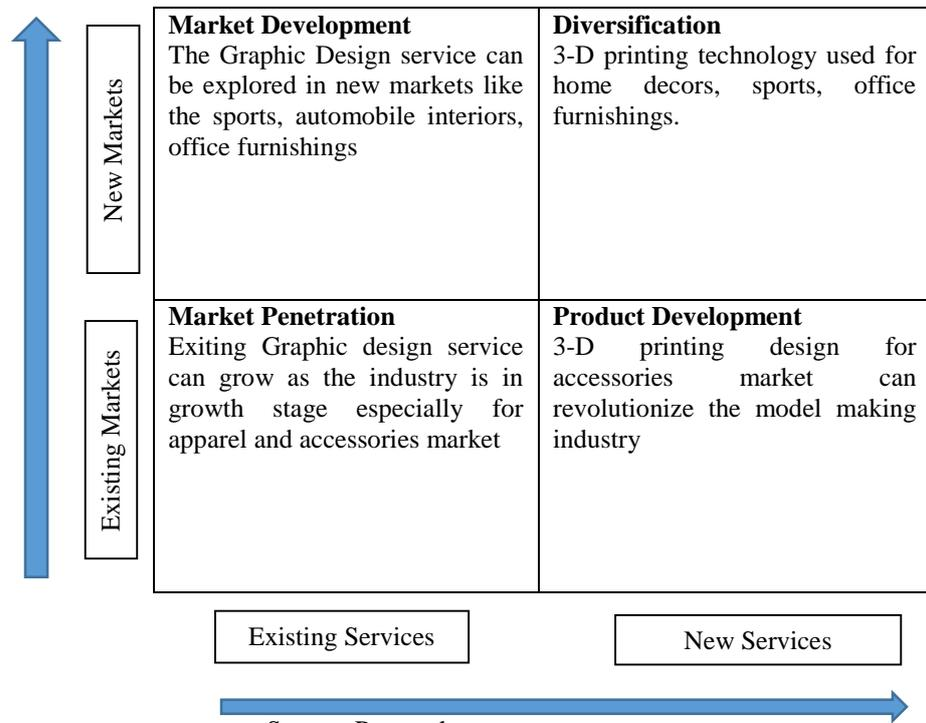 New Markets
Market Development
The Graphic Design service can
be explored in new markets like
the sports, automobile interiors,
office furnishings
Diversification
3-D printing technology used for
home decors, sports, office
furnishings.
Existing Markets
Market Penetration
Exiting Graphic design service
can grow as the industry is in
growth stage especially for
apparel and accessories market
Product Development
3-D printing design for
accessories market can
revolutionize the model making
industry
Existing Services
New Services